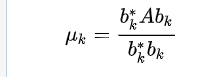 μ_k = \frac{b_k^* A b_k}{b_k^* b_k}